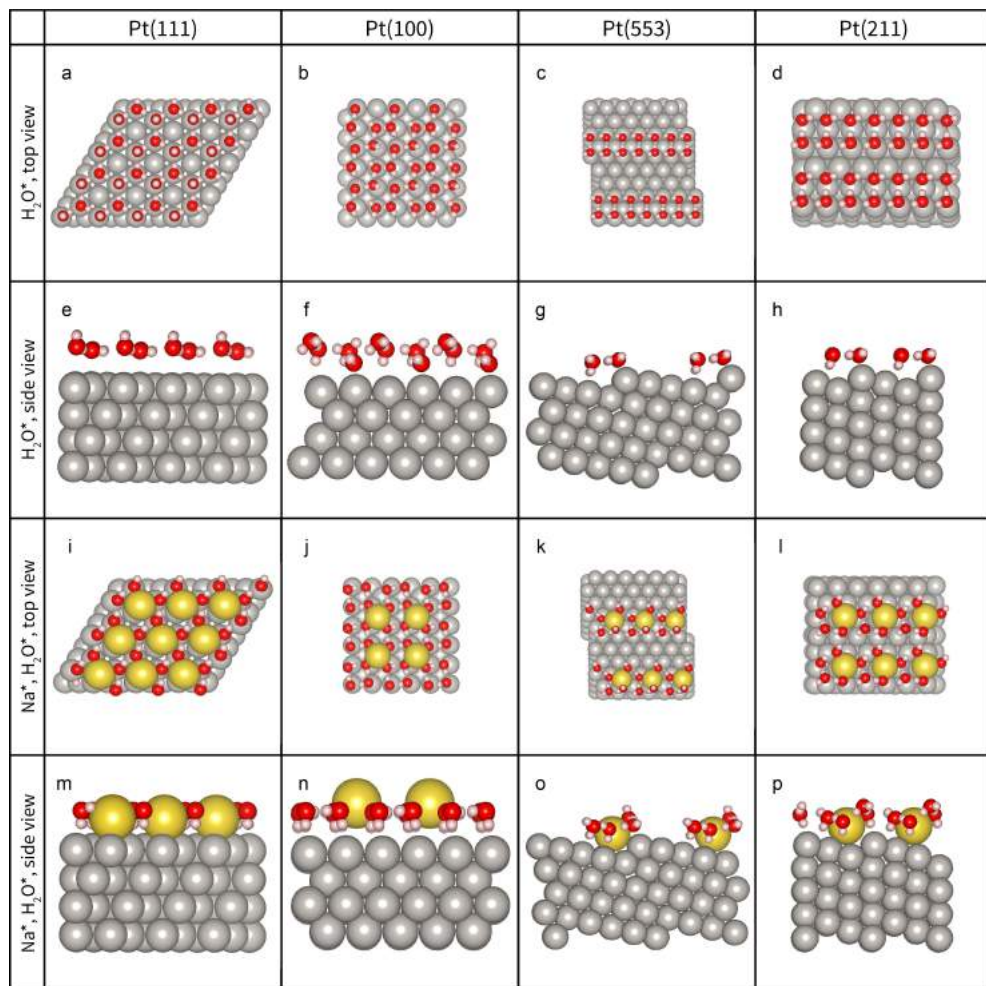 Pt(111) Pt(100) Pt(553) Pt(211)
H₂O*, top view
a b c d
H₂O*, side view
e f g h
Na*, H₂O*, top view
i j k l
Na*, H₂O*, side view
m n o p